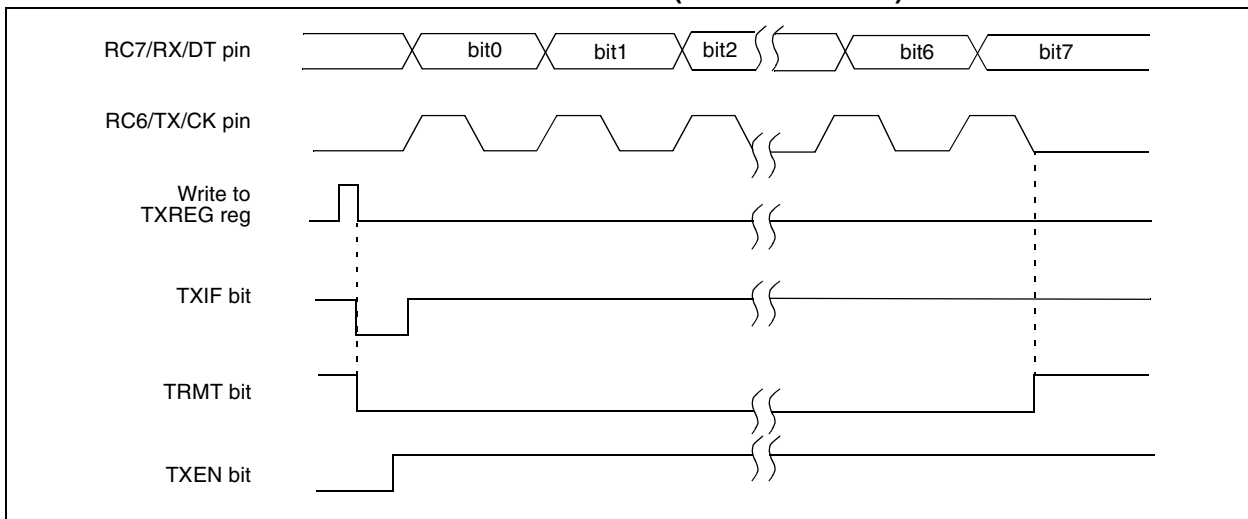 RC7/RX/DT pin
bit0
bit1
bit2
bit6
bit7
RC6/TX/CK pin
Write to
TXREG reg
TXIF bit
TRMT bit
TXEN bit